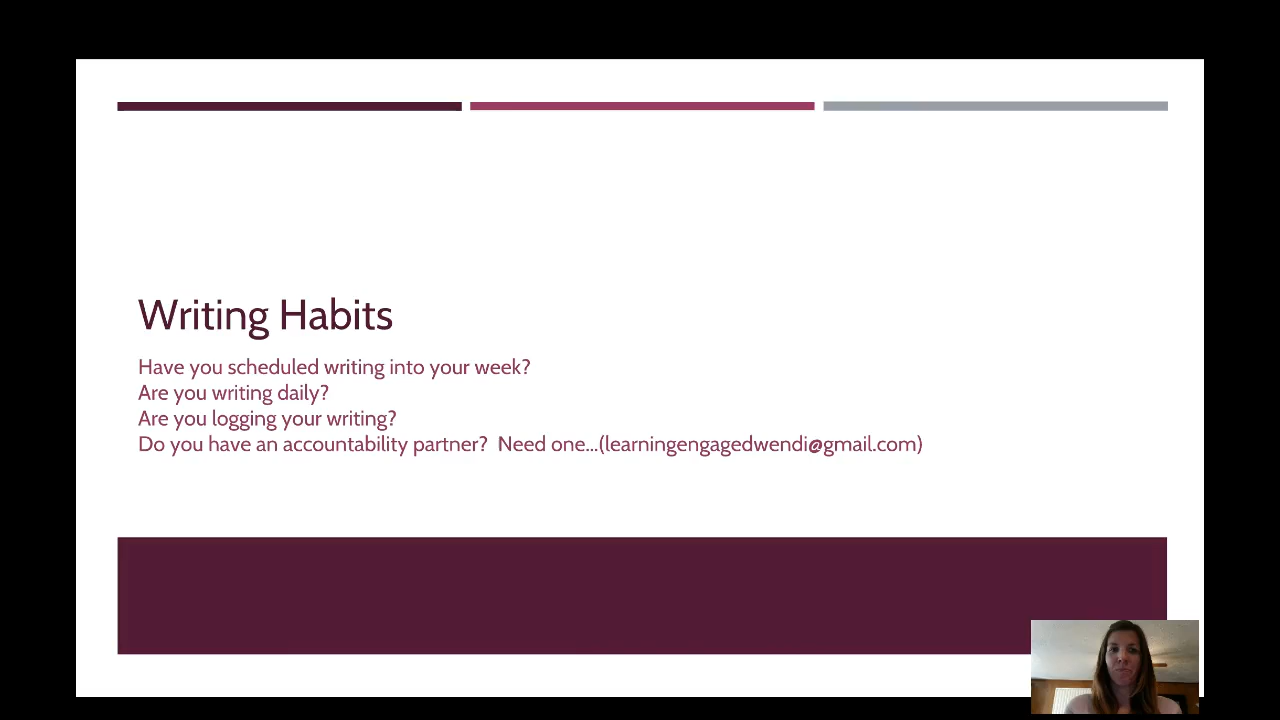 Writing Habits
Have you scheduled writing into your week?
Are you writing daily?
Are you logging your writing?
Do you have an accountability partner?  Need one...(learningengagedwendi@gmail.com)